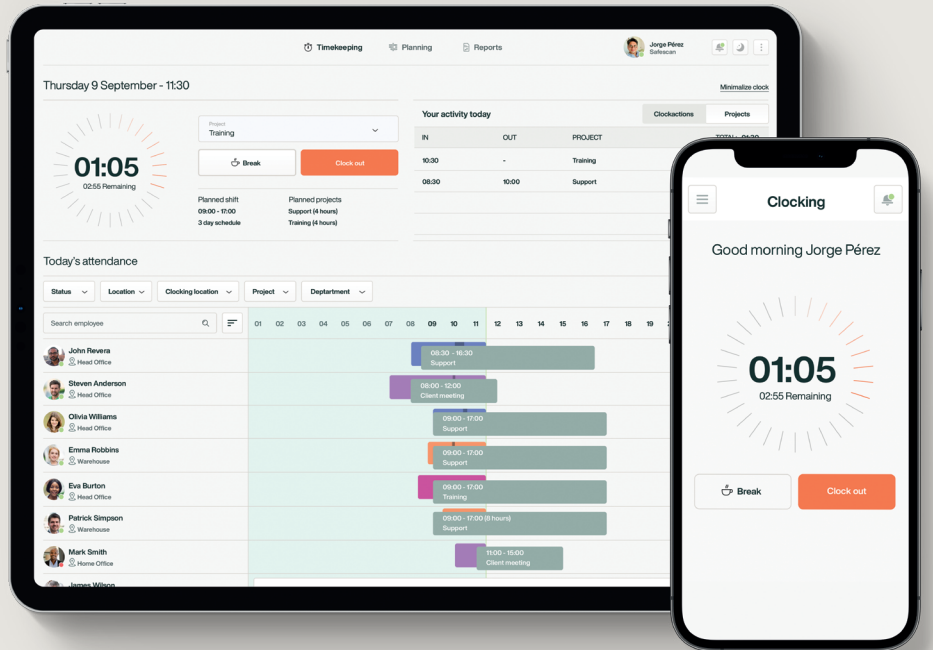 Timekeeping
Planning
Reports
Jorge Pérez
Safescan
Thursday 9 September - 11:30
Minimalize clock
01:05
02:55 Remaining
Project
Training
Break
Clock out
Planned shift
Planned projects
09:00 - 17:00
Support (4 hours)
3 day schedule
Training (4 hours)
Your activity today
Clockactions
Projects
IN
OUT
PROJECT
TOTAL: 01:30
10:30
-
Training
08:30
10:00
Support
Today's attendance
Status
Location
Clocking location
Project
Deptartment
Search employee
01 02 03 04 05 06 07 08 09 10 11 12 13 14 15 16 17 18 19
John Revera
Head Office
08:30 - 16:30
Support
Steven Anderson
Head Office
08:00 - 12:00
Client meeting
Olivia Williams
Head Office
09:00 - 17:00
Support
Emma Robbins
Warehouse
09:00 - 17:00
Support
Eva Burton
Head Office
09:00 - 17:00
Training
Patrick Simpson
Warehouse
09:00 - 17:00 (8 hours)
Support
Mark Smith
Home Office
11:00 - 15:00
Client meeting
James Wilson
Clocking
Good morning Jorge Pérez
01:05
02:55 Remaining
Break
Clock out